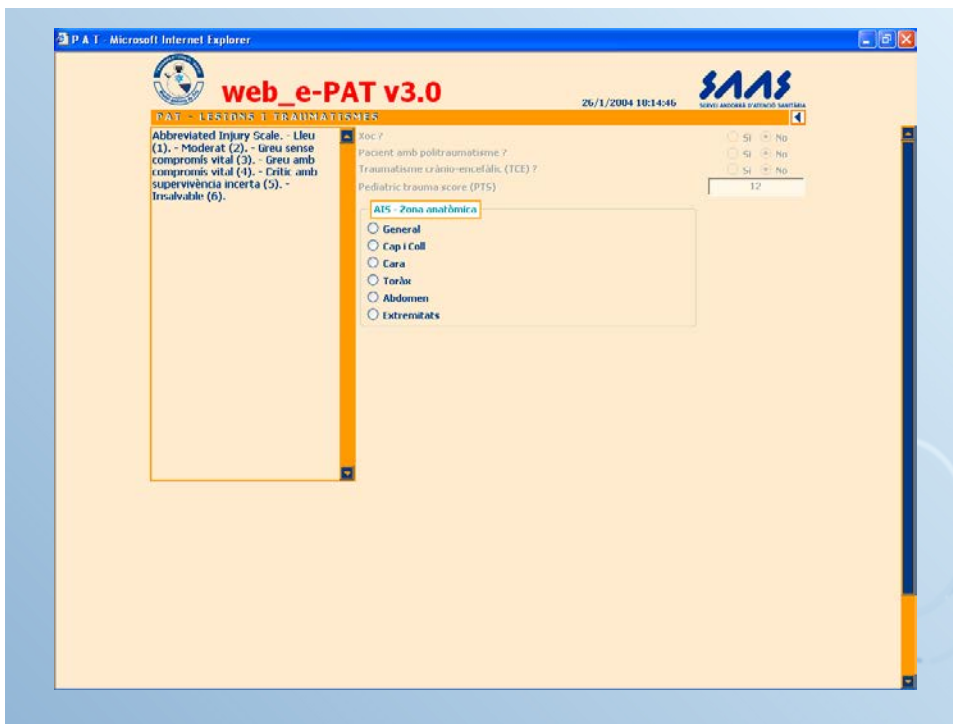 P A T - Microsoft Internet Explorer
web_e-PAT v3.0
26/1/2004 18:14:46
SAAS
SERVEI ANDORRÀ D'ATENCIÓ SANITÀRIA
PAT - LESIONS I TRAUMATISMES
Abbreviated Injury Scale. - Lleu
(1). - Moderat (2). - Greu sense
compromís vital (3). - Greu amb
compromís vital (4). - Crític amb
supervivència incerta (5). -
Insalvable (6).
Xoc ?
Sí No
Pacient amb politraumatisme ?
Sí No
Traumatisme crànio-encefàlic (TCE) ?
Sí No
Pediatric trauma score (PTS)
12
AIS - Zona anatòmica
General
Cap i Coll
Cara
Toràx
Abdomen
Extremitats